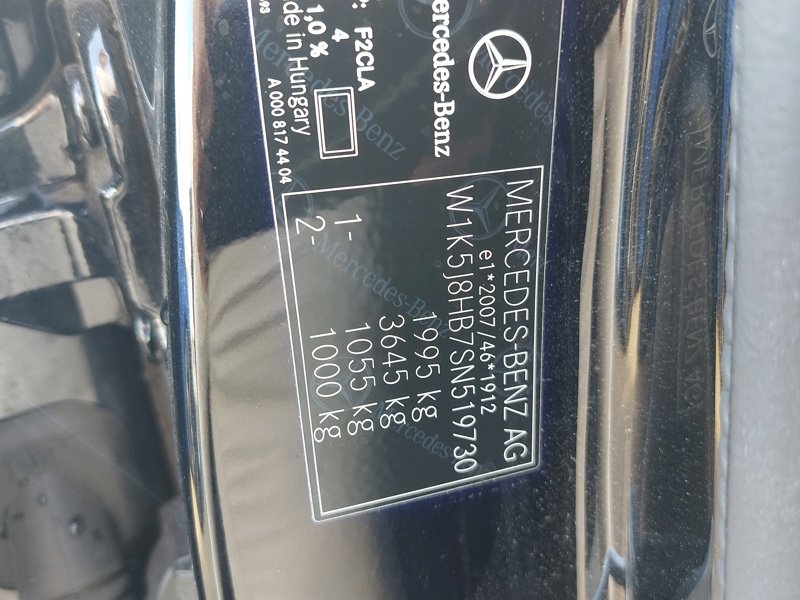 MERCEDES-BENZ AG
e1*2007/46*1912
W1K5J8HB7SN519730
1995 kg
3645 kg
1- 1055 kg
2- 1000 kg
Mercedes-Benz
F2CLA
4
1,0 %
Made in Hungary
A 000 817 44 04